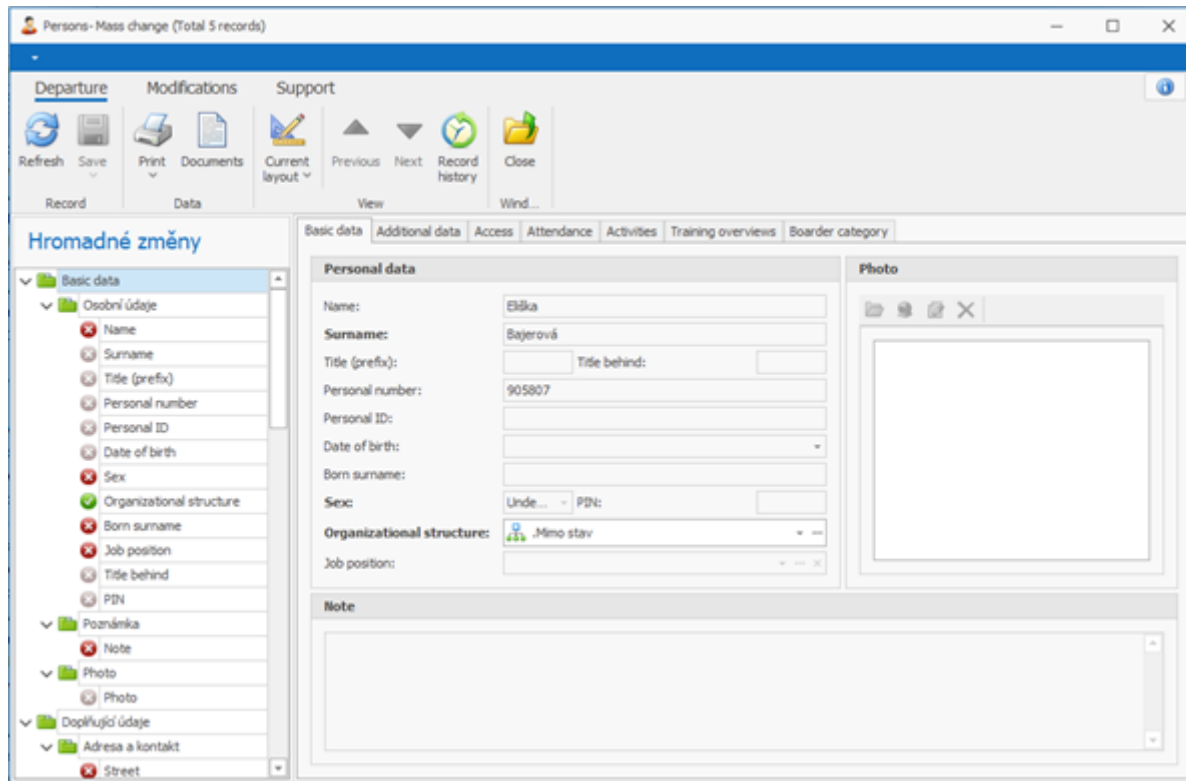 Persons- Mass change (Total 5 records)
Departure Modifications Support
Refresh Save Print Documents Current layout Previous Next Record history Close
Record Data View Wind...
Hromadné změny
Basic data
Osobní údaje
Name
Surname
Title (prefix)
Personal number
Personal ID
Date of birth
Sex
Organizational structure
Born surname
Job position
Title behind
PIN
Poznámka
Note
Photo
Photo
Doplňující údaje
Adresa a kontakt
Street
Basic data Additional data Access Attendance Activities Training overviews Boarder category
Personal data
Name: Eliška
Surname: Bajerová
Title (prefix): Title behind:
Personal number: 905807
Personal ID:
Date of birth:
Born surname:
Sex: Unde... PIN:
Organizational structure: .Mimo stav
Job position:
Photo
Note